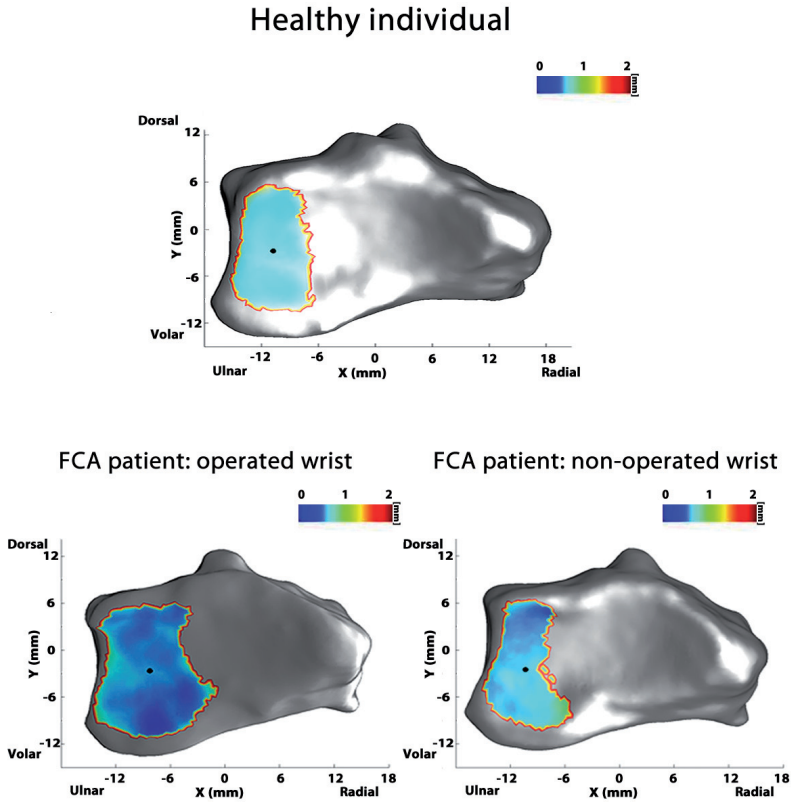 Healthy individual
0 1 2
[mm]
Dorsal
12
6
0
-6
-12
Y (mm)
Volar
-12 -6 0 6 12 18
Ulnar X (mm) Radial
FCA patient: operated wrist
0 1 2
[mm]
Dorsal
12
6
0
-6
-12
Y (mm)
Volar
-12 -6 0 6 12 18
Ulnar X (mm) Radial
FCA patient: non-operated wrist
0 1 2
[mm]
Dorsal
12
6
0
-6
-12
Y (mm)
Volar
-12 -6 0 6 12 18
Ulnar X (mm) Radial